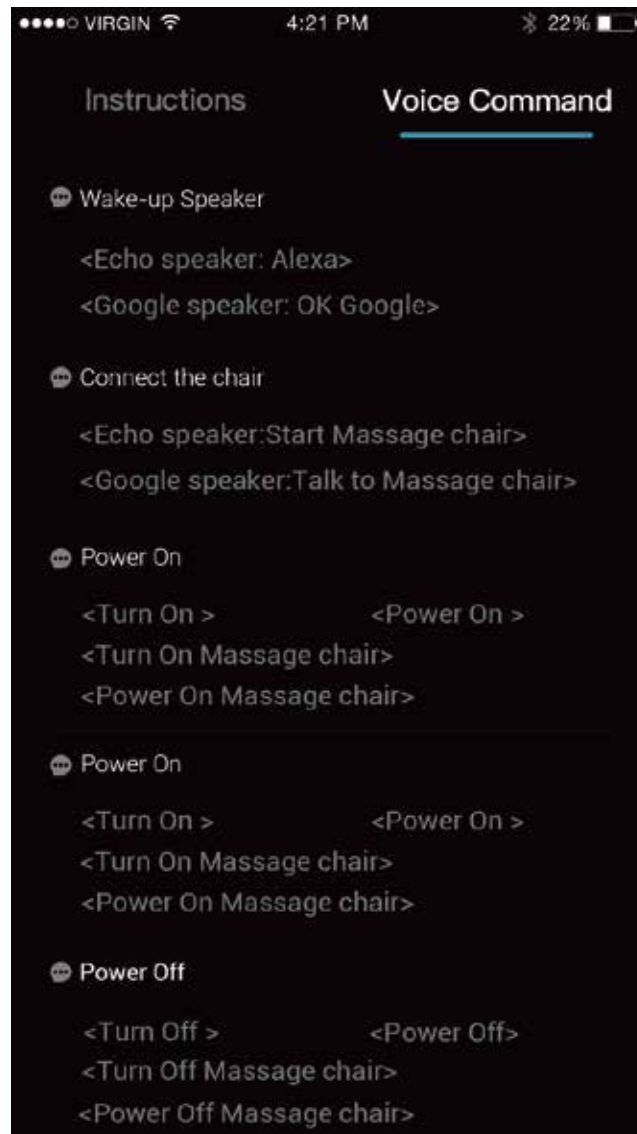 VIRGIN 4:21 PM 22%
Instructions Voice Command
Wake-up Speaker
<Echo speaker: Alexa>
<Google speaker: OK Google>
Connect the chair
<Echo speaker:Start Massage chair>
<Google speaker:Talk to Massage chair>
Power On
<Turn On > <Power On >
<Turn On Massage chair>
<Power On Massage chair>
Power On
<Turn On > <Power On >
<Turn On Massage chair>
<Power On Massage chair>
Power Off
<Turn Off > <Power Off>
<Turn Off Massage chair>
<Power Off Massage chair>